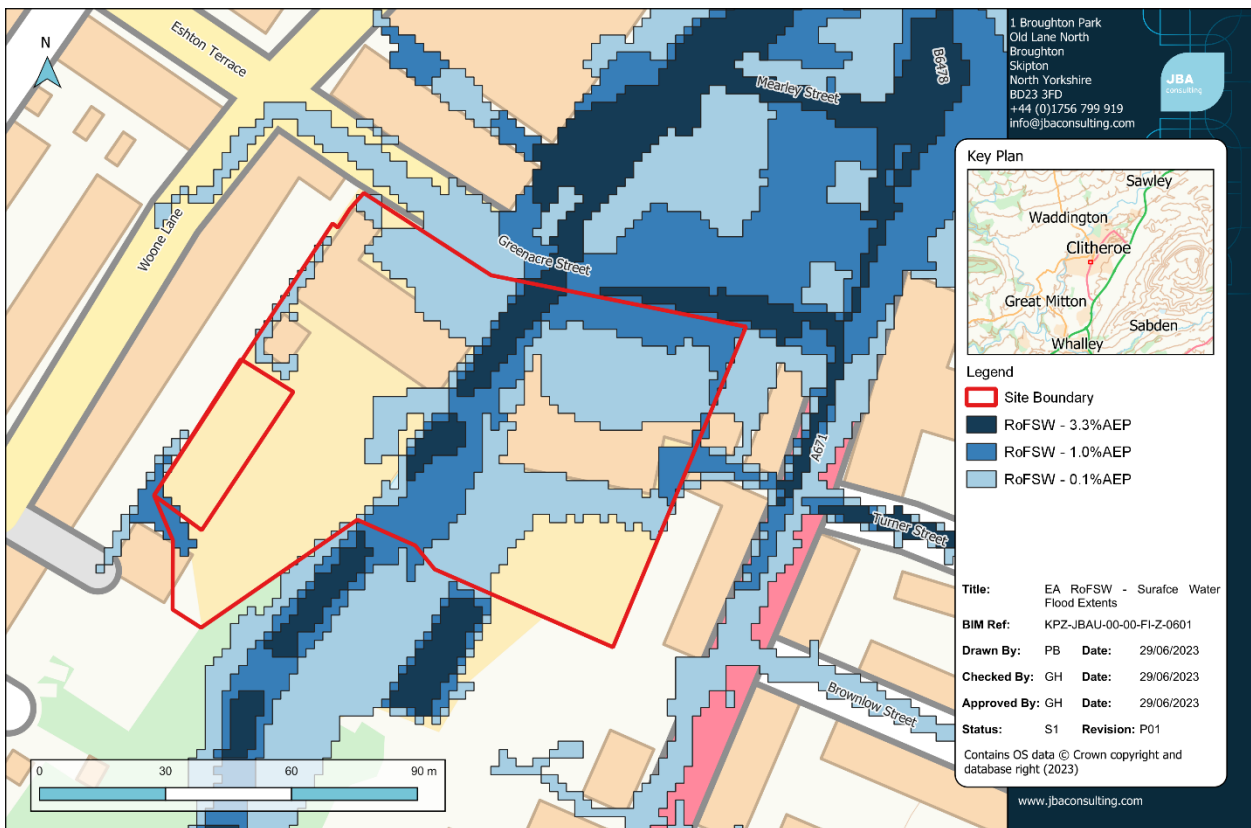 Eshton Terrace
N
Woone Lane
Greenacre Street
Mearley Street
B6478
A671
Turner Street
Brownlow Street
0 30 60 90 m
1 Broughton Park
Old Lane North
Broughton
Skipton
North Yorkshire
BD23 3FD
+44 (0)1756 799 919
info@jbaconsulting.com
JBA
consulting
Key Plan
Sawley
Waddington
Clitheroe
Great Mitton
Sabden
Whalley
Legend
Site Boundary
RoFSW - 3.3%AEP
RoFSW - 1.0%AEP
RoFSW - 0.1%AEP
Title: EA RoFSW - Surafce Water
Flood Extents
BIM Ref: KPZ-JBAU-00-00-FI-Z-0601
Drawn By: PB Date: 29/06/2023
Checked By: GH Date: 29/06/2023
Approved By: GH Date: 29/06/2023
Status: S1 Revision: P01
Contains OS data © Crown copyright and
database right (2023)
www.jbaconsulting.com